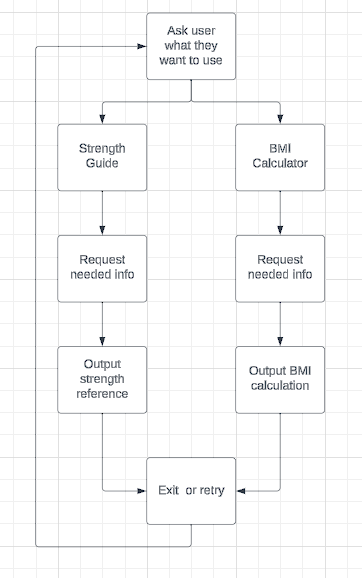 Ask user
what they
want to use
Strength
Guide
BMI
Calculator
Request
needed info
Request
needed info
Output
strength
reference
Output BMI
calculation
Exit or retry